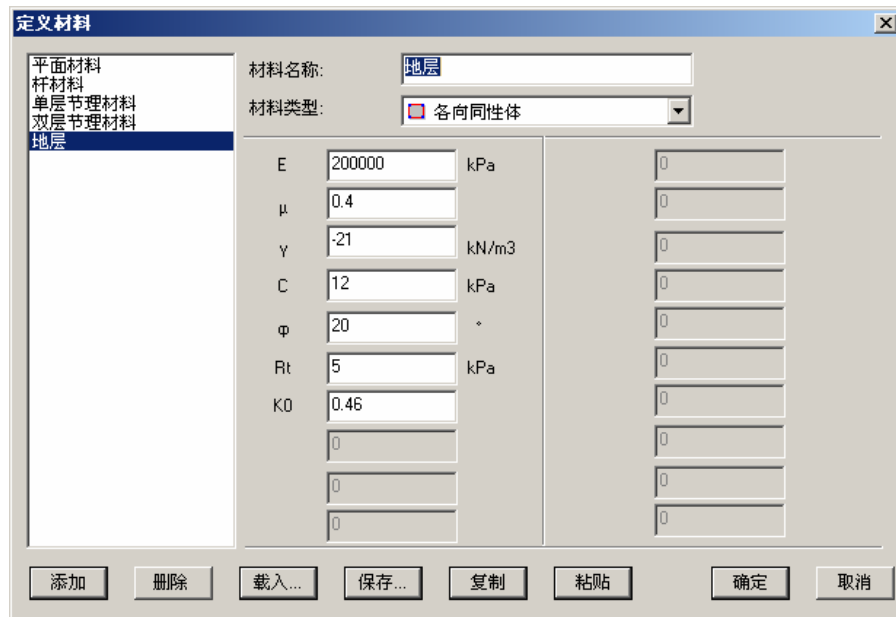 定义材料
平面材料
杆材料
单层节理材料
双层节理材料
地层
材料名称: 地层
材料类型: 各向同性体
E 200000 kPa 0
μ 0.4 0
γ -21 kN/m3 0
C 12 kPa 0
φ 20 ° 0
Rt 5 kPa 0
K0 0.46 0
0 0
0 0
0 0
添加 删除 载入... 保存... 复制 粘贴 确定 取消